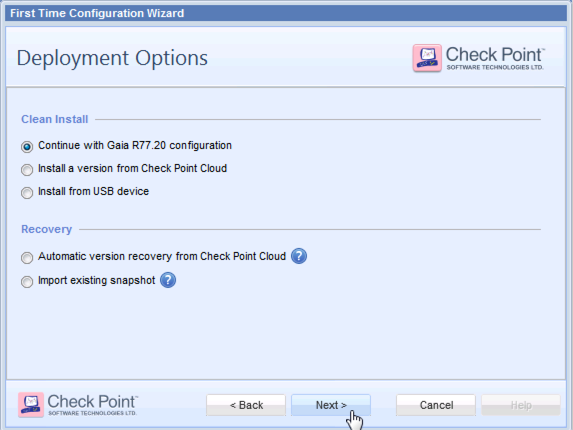 First Time Configuration Wizard
Deployment Options
Check Point™
SOFTWARE TECHNOLOGIES LTD.
Clean Install
Continue with Gaia R77.20 configuration
Install a version from Check Point Cloud
Install from USB device
Recovery
Automatic version recovery from Check Point Cloud ?
Import existing snapshot ?
Check Point™
SOFTWARE TECHNOLOGIES LTD.
< Back Next > Cancel Help